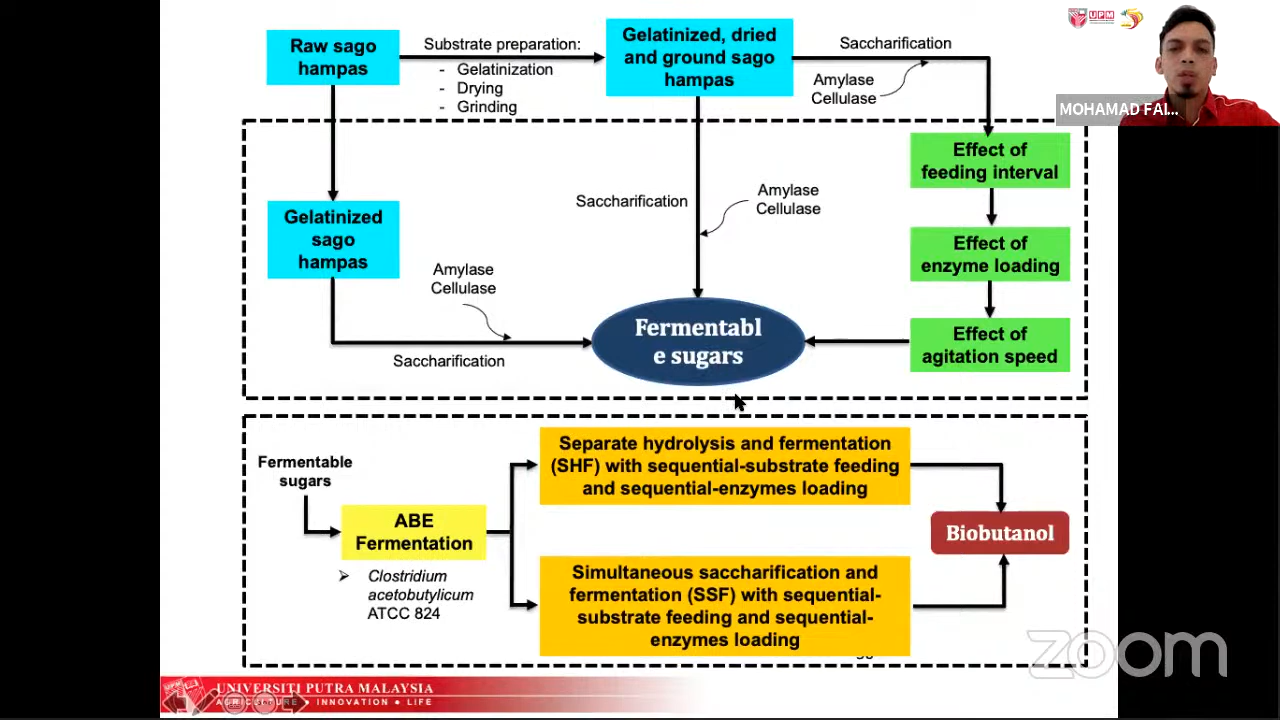 Raw sago
hampas
Substrate preparation:
- Gelatinization
- Drying
- Grinding
Gelatinized, dried
and ground sago
hampas
Saccharification
Amylase
Cellulase
UPM
MOHAMAD FAI...
Effect of
feeding interval
Saccharification
Amylase
Cellulase
Gelatinized
sago
hampas
Effect of
enzyme loading
Amylase
Cellulase
Saccharification
Fermentabl
e sugars
Effect of
agitation speed
Fermentable
sugars
ABE
Fermentation
➢ Clostridium
acetobutylicum
ATCC 824
Separate hydrolysis and fermentation
(SHF) with sequential-substrate feeding
and sequential-enzymes loading
Simultaneous saccharification and
fermentation (SSF) with sequential-
substrate feeding and sequential-
enzymes loading
Biobutanol
zoom
UNIVERSITI PUTRA MALAYSIA
AGRICULTURE • INNOVATION • LIFE